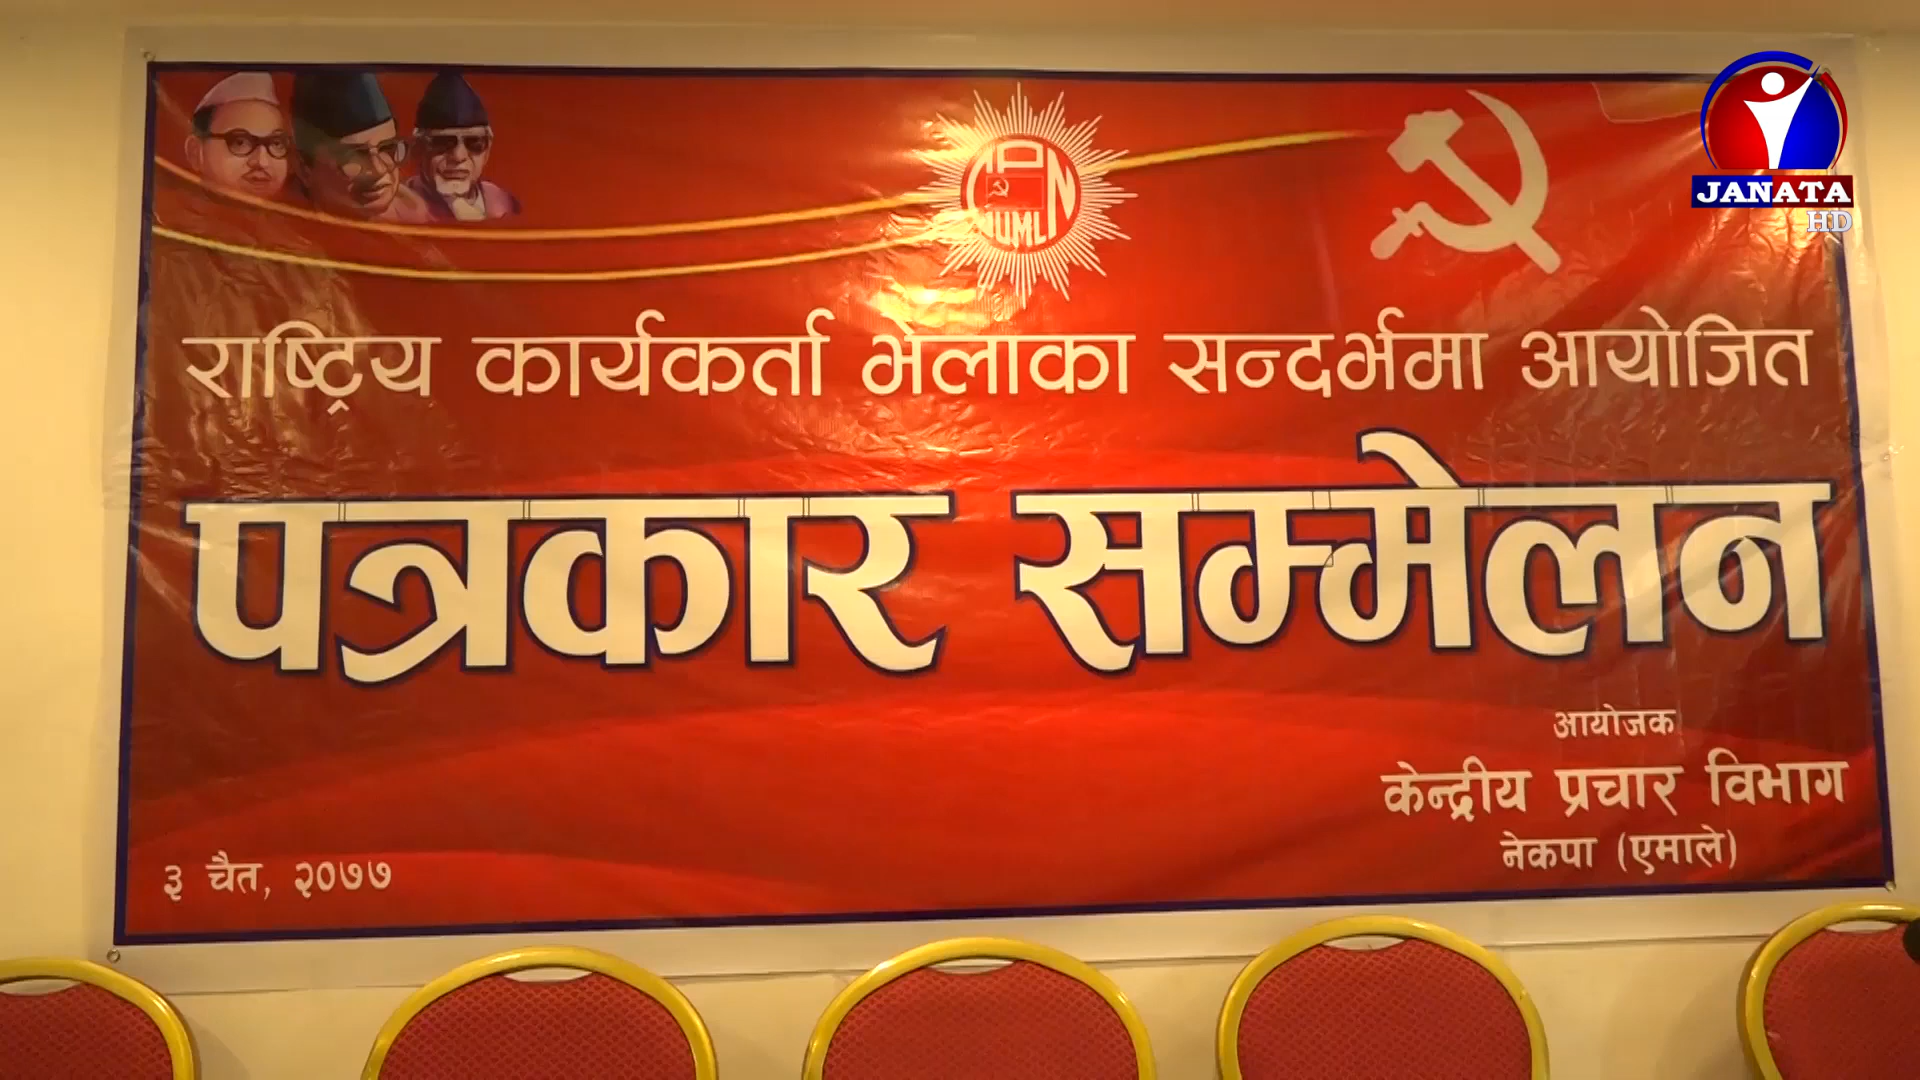 CPN
UML
JANATA
HD
राष्ट्रिय कार्यकर्ता भेलाका सन्दर्भमा आयोजित
पत्रकार सम्मेलन
आयोजक
केन्द्रीय प्रचार विभाग
नेकपा (एमाले)
३ चैत, २०७७